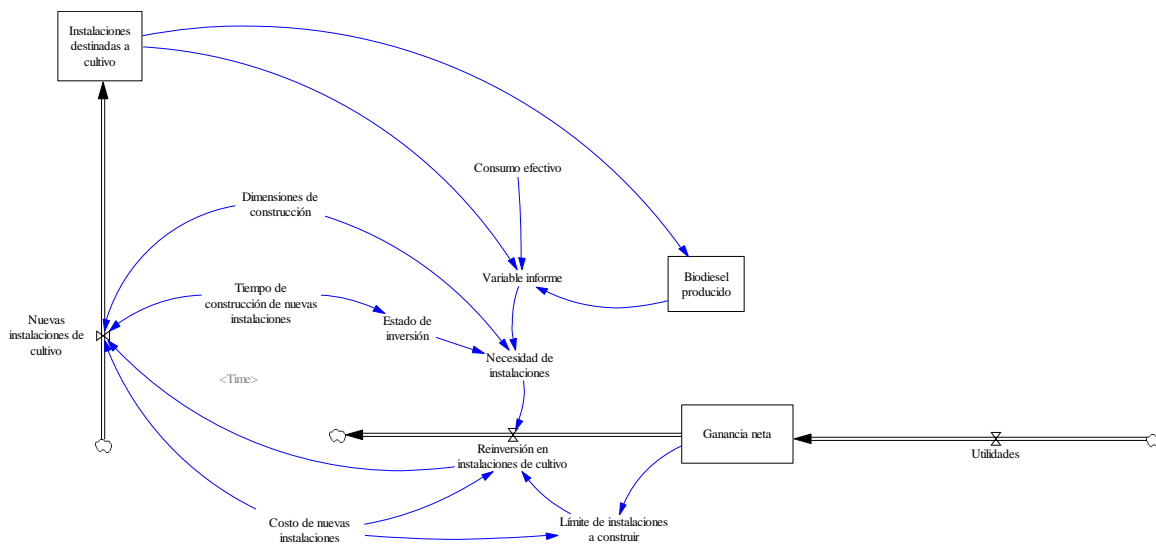 Instalaciones
destinadas a
cultivo
Consumo efectivo
Dimensiones de
construcción
Variable informe
Biodiesel
producido
Tiempo de
construcción de nuevas
instalaciones
Estado de
inversión
Nuevas
instalaciones de
cultivo
Necesidad de
instalaciones
<Time>
Ganancia neta
Reinversión en
instalaciones de cultivo
Utilidades
Costo de nuevas
instalaciones
Límite de instalaciones
a construir